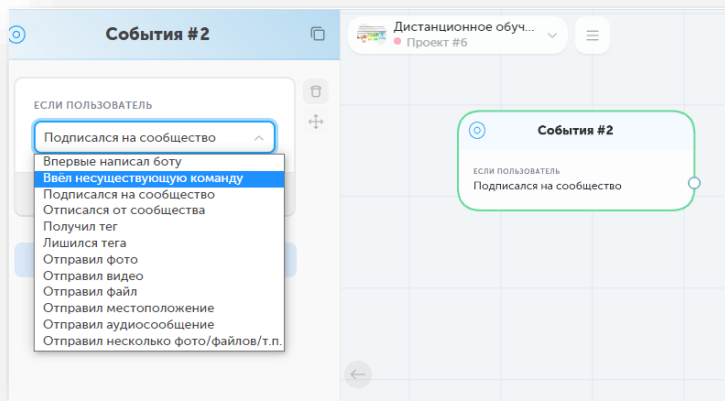 События #2
Дистанционное обуч...
Проект #6
ЕСЛИ ПОЛЬЗОВАТЕЛЬ
Подписался на сообщество
Впервые написал боту
Ввёл несуществующую команду
Подписался на сообщество
Отписался от сообщества
Получил тег
Лишился тега
Отправил фото
Отправил видео
Отправил файл
Отправил местоположение
Отправил аудиосообщение
Отправил несколько фото/файлов/т.п.
События #2
ЕСЛИ ПОЛЬЗОВАТЕЛЬ
Подписался на сообщество